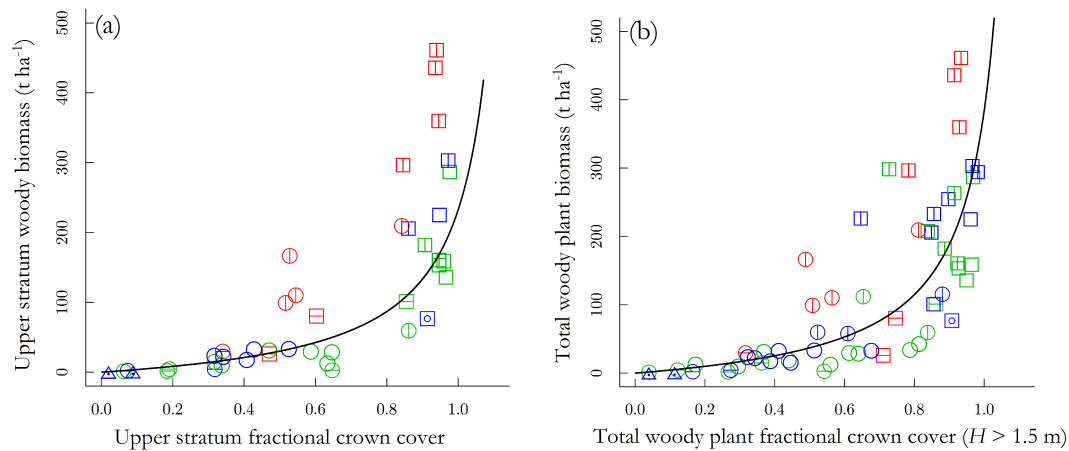 (a)
Upper stratum woody biomass (t ha⁻¹)
500
400
300
200
100
0
0.0 0.2 0.4 0.6 0.8 1.0
Upper stratum fractional crown cover
(b)
Total woody plant biomass (t ha⁻¹)
500
400
300
200
100
0
0.0 0.2 0.4 0.6 0.8 1.0
Total woody plant fractional crown cover (H > 1.5 m)